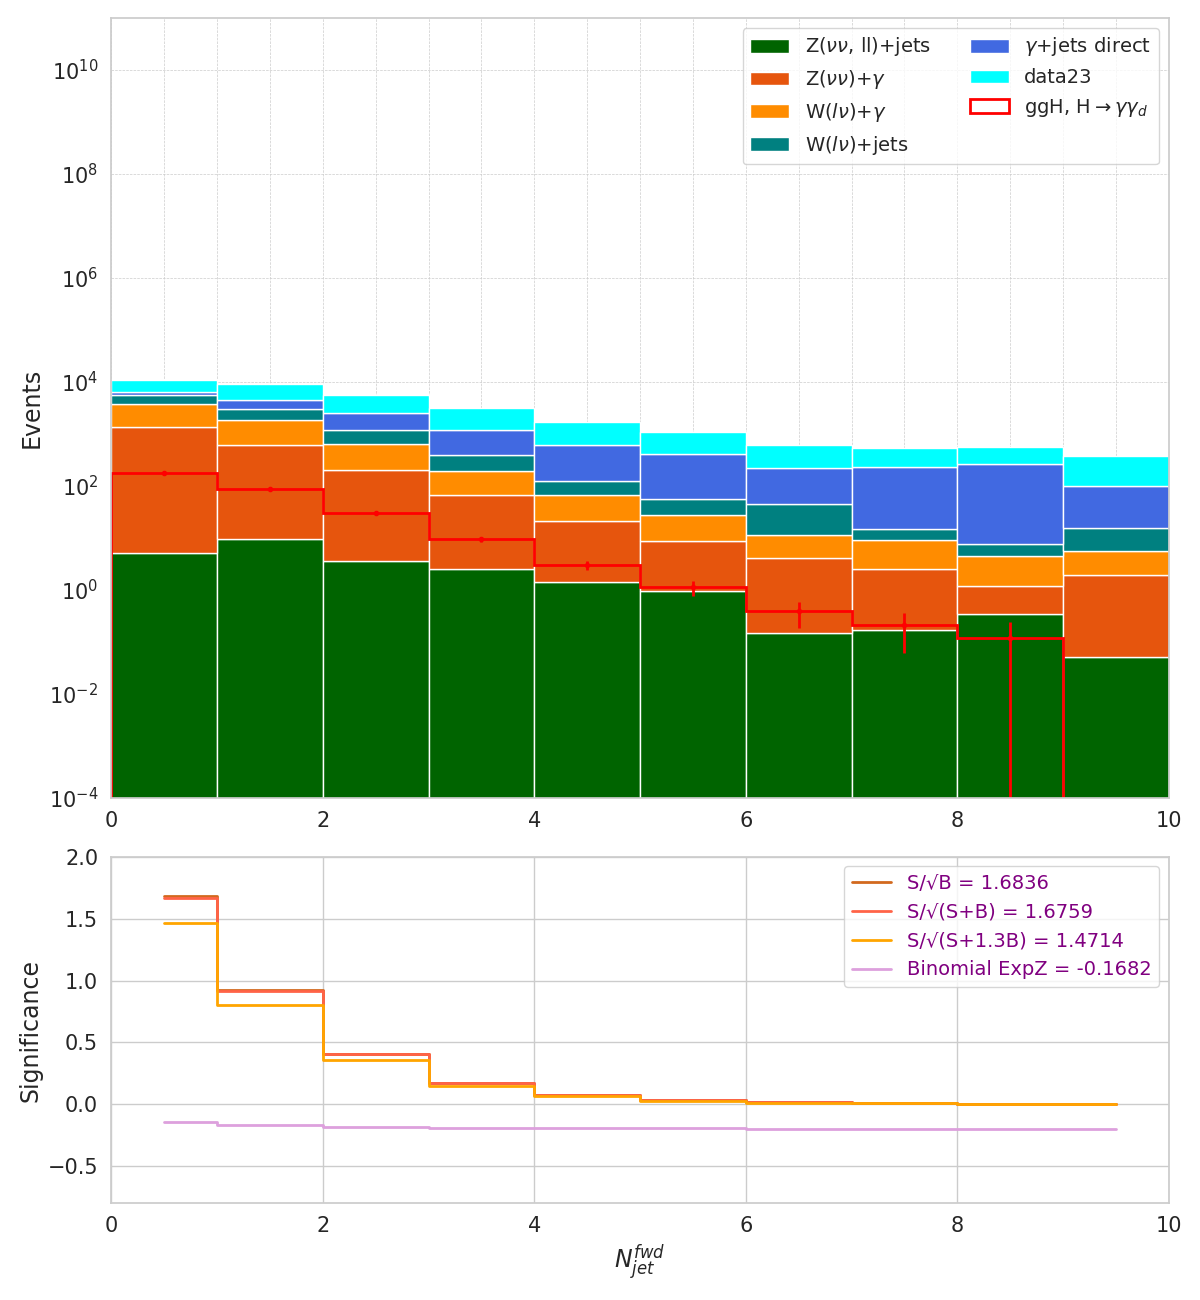 Z(νν, ll)+jets
Z(νν)+γ
W(lν)+γ
W(lν)+jets
γ+jets direct
data23
ggH, H→γγ_d
Events
10^10
10^8
10^6
10^4
10^2
10^0
10^−2
10^−4
0 2 4 6 8 10
S/√B = 1.6836
S/√(S+B) = 1.6759
S/√(S+1.3B) = 1.4714
Binomial ExpZ = -0.1682
Significance
2.0
1.5
1.0
0.5
0.0
−0.5
0 2 4 6 8 10
N_jet^fwd